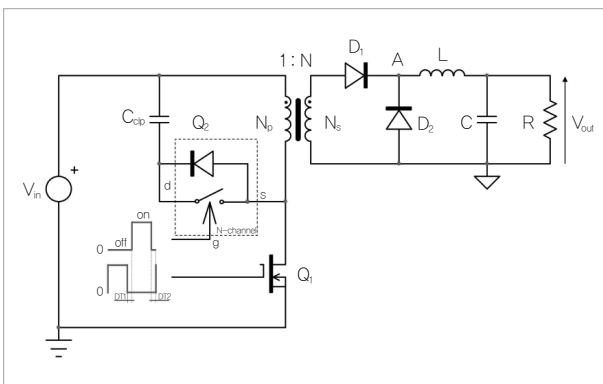 1 : N
D1
A
L
Cclp
Q2
Np
Ns
D2
C
R
Vout
Vin
+
d
s
on
off
0
N-channel
g
0
DT1
DT2
Q1